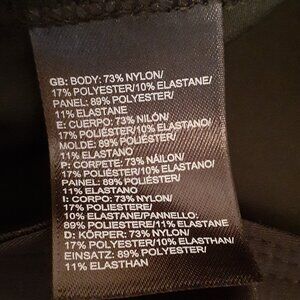 GB: BODY: 73% NYLON/
17% POLYESTER/10% ELASTANE/
PANEL: 89% POLYESTER/
11% ELASTANE
E: CUERPO: 73% NILÓN/
17% POLIÉSTER/10% ELASTANO/
MOLDE: 89% POLIÉSTER/
11% ELASTANO
P: CORPETE: 73% NÁILON/
17% POLIÉSTER/10% ELASTANO/
PAINEL: 89% POLIÉSTER/
11% ELASTANO
I: CORPO: 73% NYLON/
17% POLIESTERE/
10% ELASTANE/PANNELLO:
89% POLIESTERE/11% ELASTANE
D: KÖRPER: 73% NYLON/
17% POLYESTER/10% ELASTHAN/
EINSATZ: 89% POLYESTER/
11% ELASTHAN